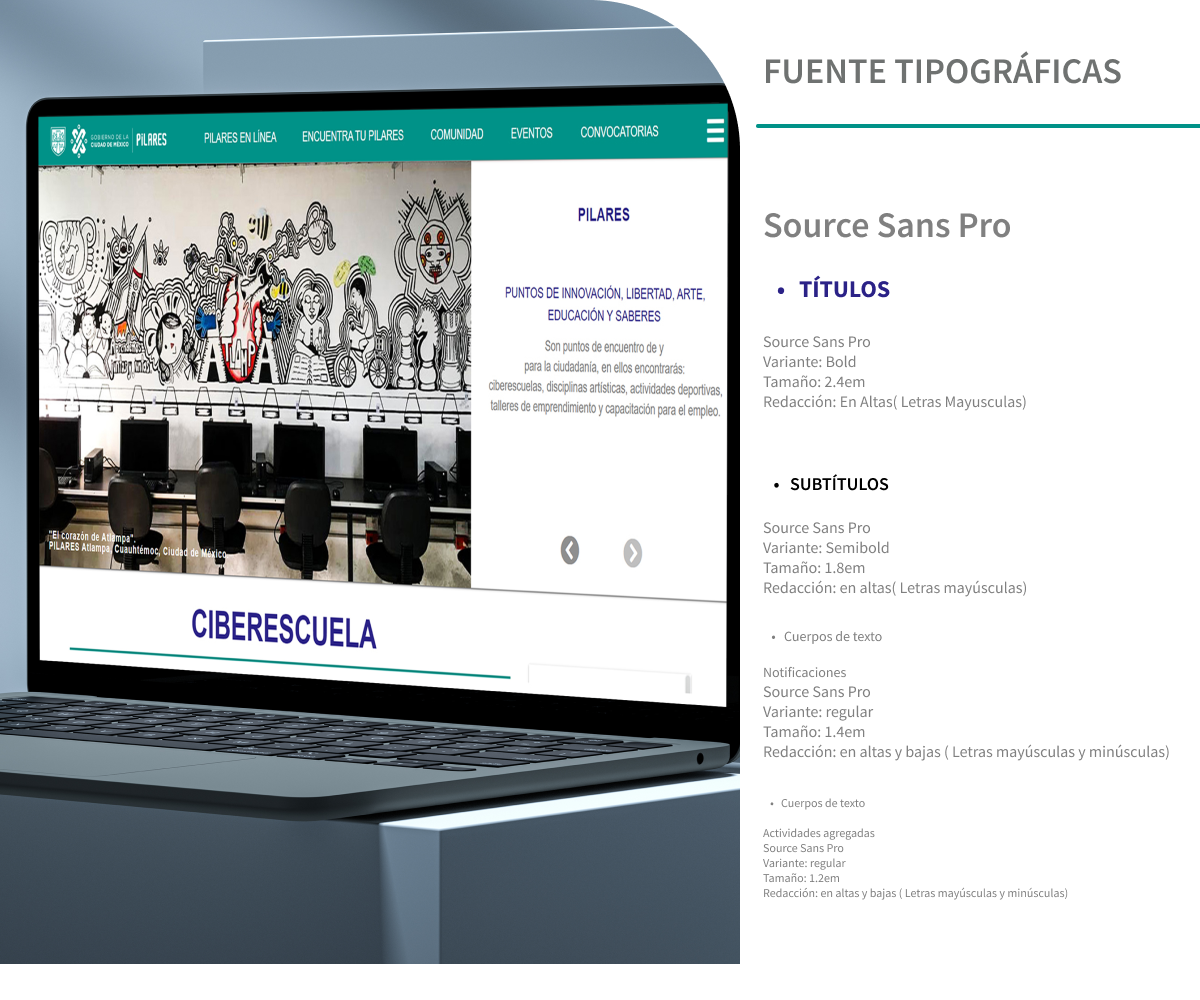 GOBIERNO DE LA
CIUDAD DE MÉXICO
PiLARES
PILARES EN LÍNEA
ENCUENTRA TU PILARES
COMUNIDAD
EVENTOS
CONVOCATORIAS
ATLAMPA
"El corazón de Atlampa".
PILARES Atlampa, Cuauhtémoc, Ciudad de México
PILARES
PUNTOS DE INNOVACIÓN, LIBERTAD, ARTE,
EDUCACIÓN Y SABERES
Son puntos de encuentro de y
para la ciudadanía, en ellos encontrarás:
ciberescuelas, disciplinas artísticas, actividades deportivas,
talleres de emprendimiento y capacitación para el empleo.
CIBERESCUELA
FUENTE TIPOGRÁFICAS
Source Sans Pro
• TÍTULOS
Source Sans Pro
Variante: Bold
Tamaño: 2.4em
Redacción: En Altas( Letras Mayusculas)
• SUBTÍTULOS
Source Sans Pro
Variante: Semibold
Tamaño: 1.8em
Redacción: en altas( Letras mayúsculas)
• Cuerpos de texto
Notificaciones
Source Sans Pro
Variante: regular
Tamaño: 1.4em
Redacción: en altas y bajas ( Letras mayúsculas y minúsculas)
• Cuerpos de texto
Actividades agregadas
Source Sans Pro
Variante: regular
Tamaño: 1.2em
Redacción: en altas y bajas ( Letras mayúsculas y minúsculas)